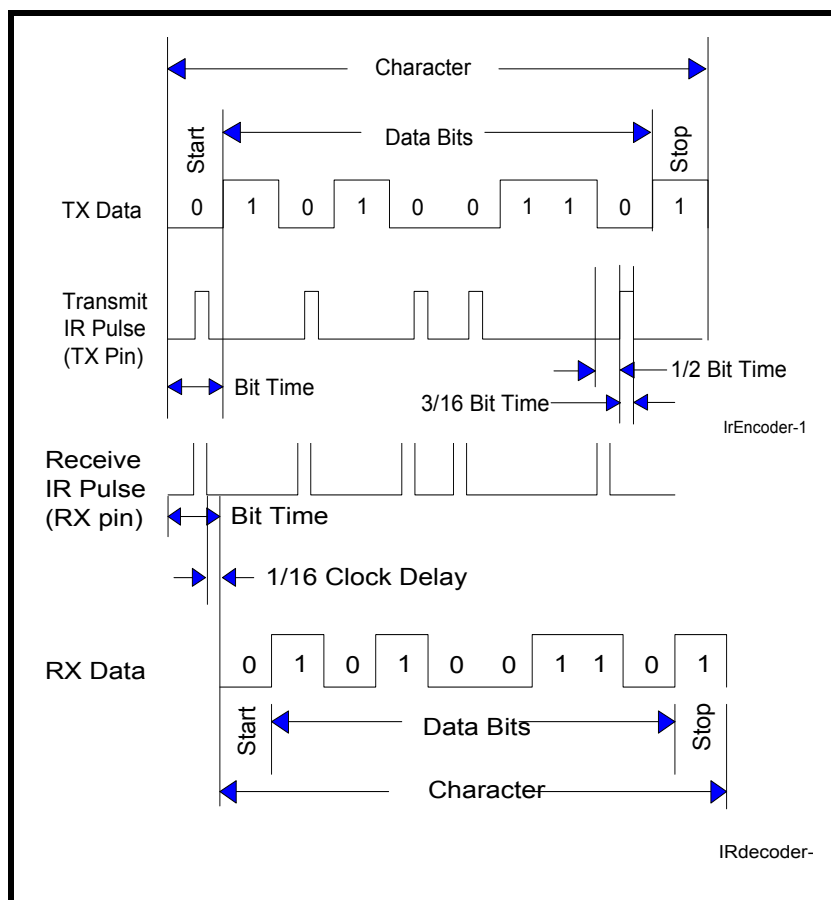 Character
Start
Data Bits
Stop
TX Data
0 1 0 1 0 0 1 1 0 1
Transmit
IR Pulse
(TX Pin)
Bit Time
1/2 Bit Time
3/16 Bit Time
IrEncoder-1
Receive
IR Pulse
(RX pin)
Bit Time
1/16 Clock Delay
RX Data
0 1 0 1 0 0 1 1 0 1
Start
Data Bits
Stop
Character
IRdecoder-